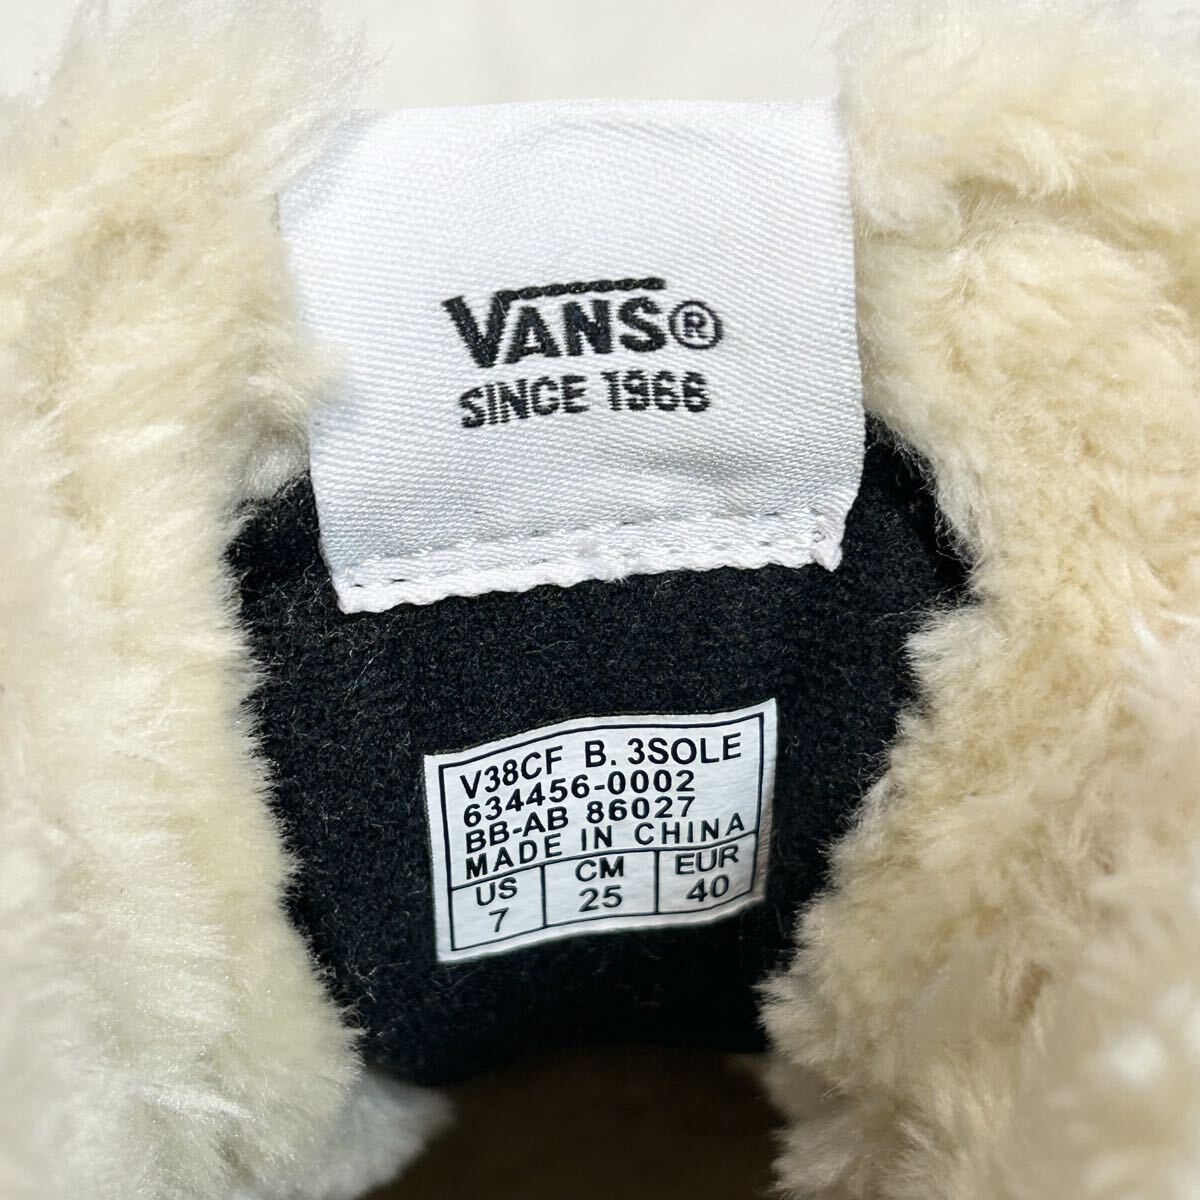 VANS®
SINCE 1966
V38CF B. 3SOLE
634456-0002
BB-AB 86027
MADE IN CHINA
US CM EUR
7 25 40